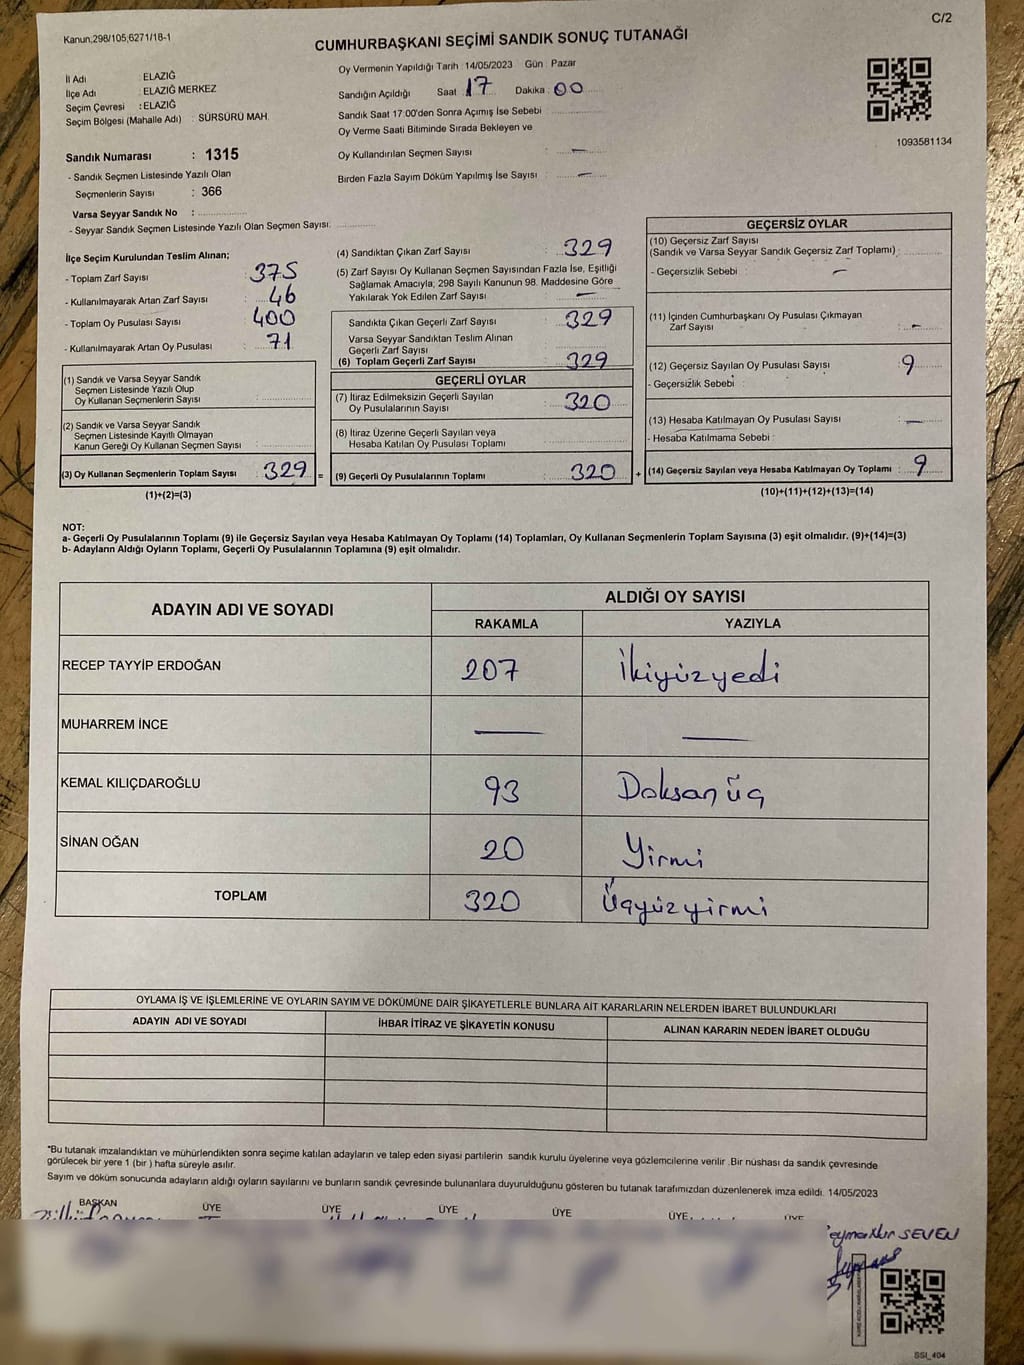 C/2
Kanun;298/105;6271/18-1
CUMHURBAŞKANI SEÇİMİ SANDIK SONUÇ TUTANAĞI
İl Adı : ELAZIĞ
İlçe Adı : ELAZIĞ MERKEZ
Seçim Çevresi : ELAZIĞ
Seçim Bölgesi (Mahalle Adı) : SÜRSÜRÜ MAH.
Oy Vermenin Yapıldığı Tarih : 14/05/2023 Gün : Pazar
Sandığın Açıldığı Saat : 17 Dakika : 00
Sandık Saat 17:00'den Sonra Açılmış İse Sebebi :
Oy Verme Saati Bitiminde Sırada Bekleyen ve
Oy Kullandırılan Seçmen Sayısı : —
Birden Fazla Sayım Döküm Yapılmış İse Sayısı : —
1093581134
Sandık Numarası : 1315
- Sandık Seçmen Listesinde Yazılı Olan
Seçmenlerin Sayısı : 366
Varsa Seyyar Sandık No :
- Seyyar Sandık Seçmen Listesinde Yazılı Olan Seçmen Sayısı:
İlçe Seçim Kurulundan Teslim Alınan;
- Toplam Zarf Sayısı : 375
- Kullanılmayarak Artan Zarf Sayısı : 46
- Toplam Oy Pusulası Sayısı : 400
- Kullanılmayarak Artan Oy Pusulası : 71
(1) Sandık ve Varsa Seyyar Sandık
Seçmen Listesinde Yazılı Olup
Oy Kullanan Seçmenlerin Sayısı :
(2) Sandık ve Varsa Seyyar Sandık
Seçmen Listesinde Kayıtlı Olmayan
Kanun Gereği Oy Kullanan Seçmen Sayısı :
(3) Oy Kullanan Seçmenlerin Toplam Sayısı : 329 =
(1)+(2)=(3)
(4) Sandıktan Çıkan Zarf Sayısı : 329
(5) Zarf Sayısı Oy Kullanan Seçmen Sayısından Fazla İse, Eşitliği
Sağlamak Amacıyla, 298 Sayılı Kanunun 98. Maddesine Göre
Yakılarak Yok Edilen Zarf Sayısı : —
Sandıkta Çıkan Geçerli Zarf Sayısı : 329
Varsa Seyyar Sandıktan Teslim Alınan
Geçerli Zarf Sayısı :
(6) Toplam Geçerli Zarf Sayısı : 329
GEÇERLİ OYLAR
(7) İtiraz Edilmeksizin Geçerli Sayılan
Oy Pusulalarının Sayısı : 320
(8) İtiraz Üzerine Geçerli Sayılan veya
Hesaba Katılan Oy Pusulası Toplamı :
(9) Geçerli Oy Pusulalarının Toplamı : 320 +
GEÇERSİZ OYLAR
(10) Geçersiz Zarf Sayısı
(Sandık ve Varsa Seyyar Sandık Geçersiz Zarf Toplamı) :
- Geçersizlik Sebebi : —
(11) İçinden Cumhurbaşkanı Oy Pusulası Çıkmayan
Zarf Sayısı : —
(12) Geçersiz Sayılan Oy Pusulası Sayısı : 9
- Geçersizlik Sebebi :
(13) Hesaba Katılmayan Oy Pusulası Sayısı : —
- Hesaba Katılmama Sebebi :
(14) Geçersiz Sayılan veya Hesaba Katılmayan Oy Toplamı : 9
(10)+(11)+(12)+(13)=(14)
NOT:
a- Geçerli Oy Pusulalarının Toplamı (9) ile Geçersiz Sayılan veya Hesaba Katılmayan Oy Toplamı (14) Toplamları, Oy Kullanan Seçmenlerin Toplam Sayısına (3) eşit olmalıdır. (9)+(14)=(3)
b- Adayların Aldığı Oyların Toplamı, Geçerli Oy Pusulalarının Toplamına (9) eşit olmalıdır.
ADAYIN ADI VE SOYADI
ALDIĞI OY SAYISI
RAKAMLA YAZIYLA
RECEP TAYYİP ERDOĞAN 207 İkiyüzyedi
MUHARREM İNCE — —
KEMAL KILIÇDAROĞLU 93 Doksanüç
SİNAN OĞAN 20 Yirmi
TOPLAM 320 Üçyüzyirmi
OYLAMA İŞ VE İŞLEMLERİNE VE OYLARIN SAYIM VE DÖKÜMÜNE DAİR ŞİKAYETLERLE BUNLARA AİT KARARLARIN NELERDEN İBARET BULUNDUKLARI
ADAYIN ADI VE SOYADI İHBAR İTİRAZ VE ŞİKAYETİN KONUSU ALINAN KARARIN NEDEN İBARET OLDUĞU
*Bu tutanak imzalandıktan ve mühürlendikten sonra seçime katılan adayların ve talep eden siyasi partilerin sandık kurulu üyelerine veya gözlemcilerine verilir .Bir nüshası da sandık çevresinde
görülecek bir yere 1 (bir ) hafta süreyle asılır.
Sayım ve döküm sonucunda adayların aldığı oyların sayılarını ve bunların sandık çevresinde bulunanlara duyurulduğunu gösteren bu tutanak tarafımızdan düzenlenerek imza edildi. 14/05/2023
BAŞKAN ÜYE ÜYE ÜYE ÜYE ÜYE ÜYE
SEVEN
SSI_404